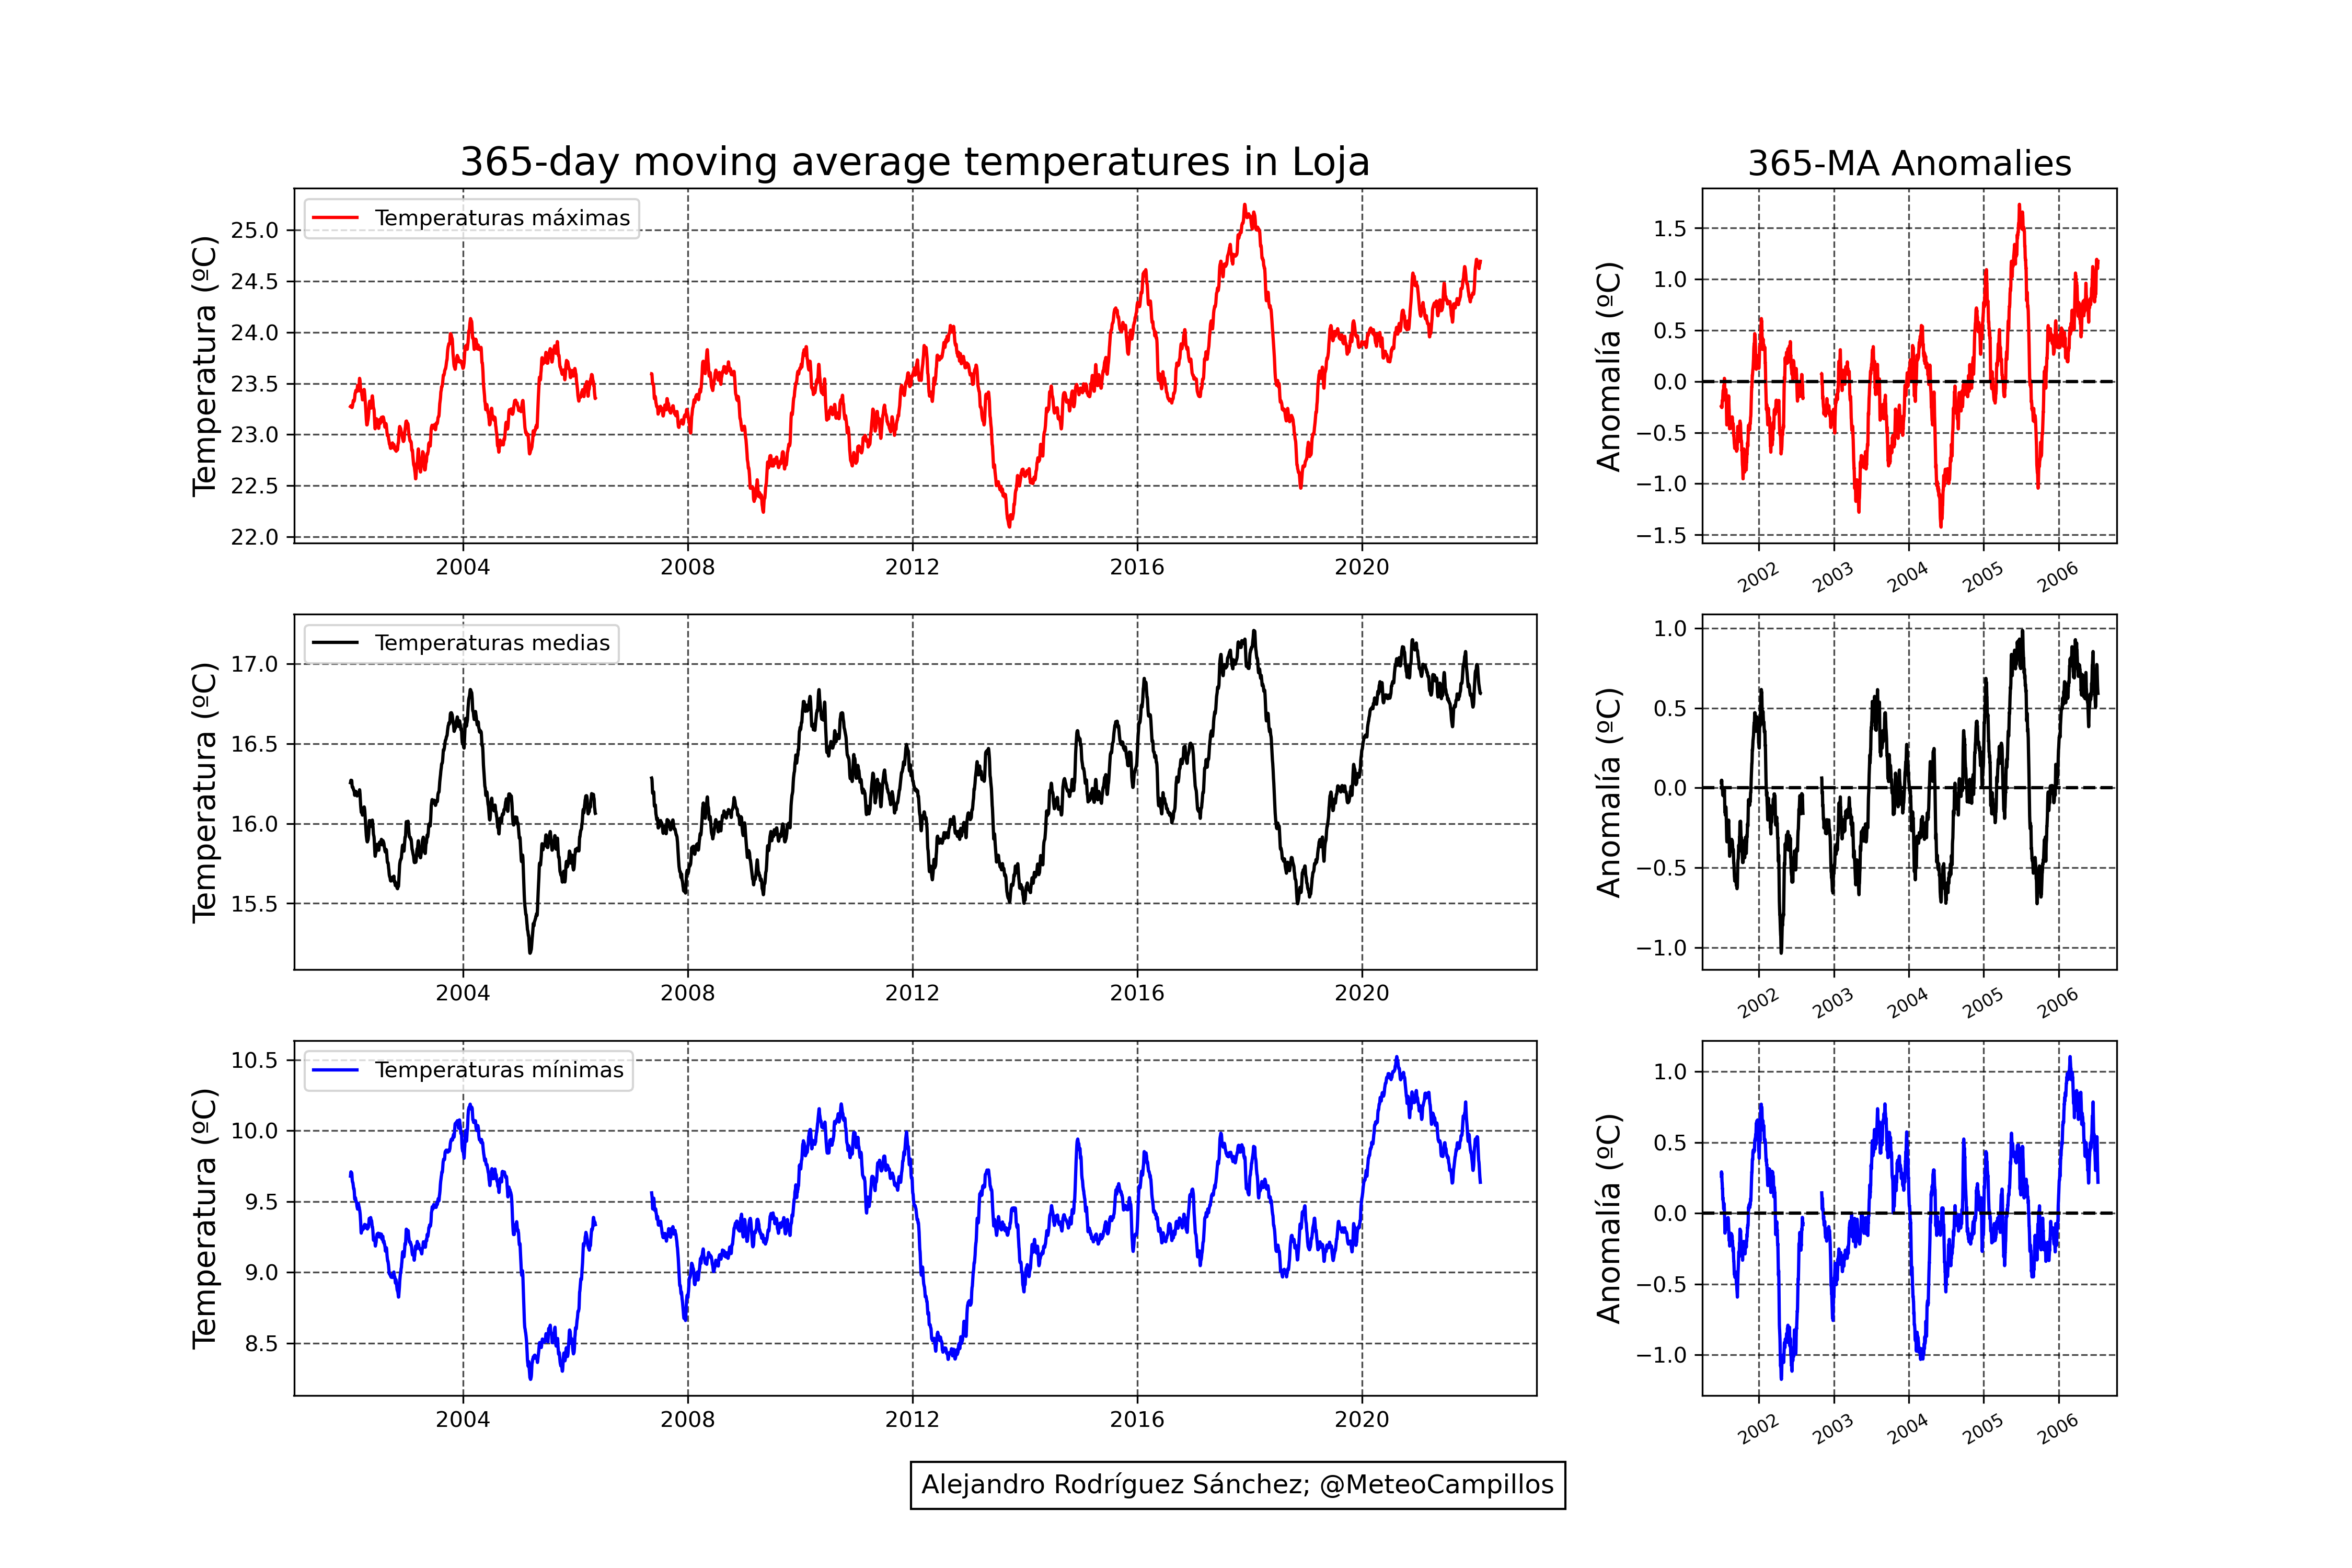 365-day moving average temperatures in Loja
365-MA Anomalies
Temperaturas máximas
Temperatura (ºC)
25.0
24.5
24.0
23.5
23.0
22.5
22.0
2004 2008 2012 2016 2020
Anomalía (ºC)
1.5
1.0
0.5
0.0
−0.5
−1.0
−1.5
2002 2003 2004 2005 2006
Temperaturas medias
Temperatura (ºC)
17.0
16.5
16.0
15.5
2004 2008 2012 2016 2020
Anomalía (ºC)
1.0
0.5
0.0
−0.5
−1.0
2002 2003 2004 2005 2006
Temperaturas mínimas
Temperatura (ºC)
10.5
10.0
9.5
9.0
8.5
2004 2008 2012 2016 2020
Anomalía (ºC)
1.0
0.5
0.0
−0.5
−1.0
2002 2003 2004 2005 2006
Alejandro Rodríguez Sánchez; @MeteoCampillos